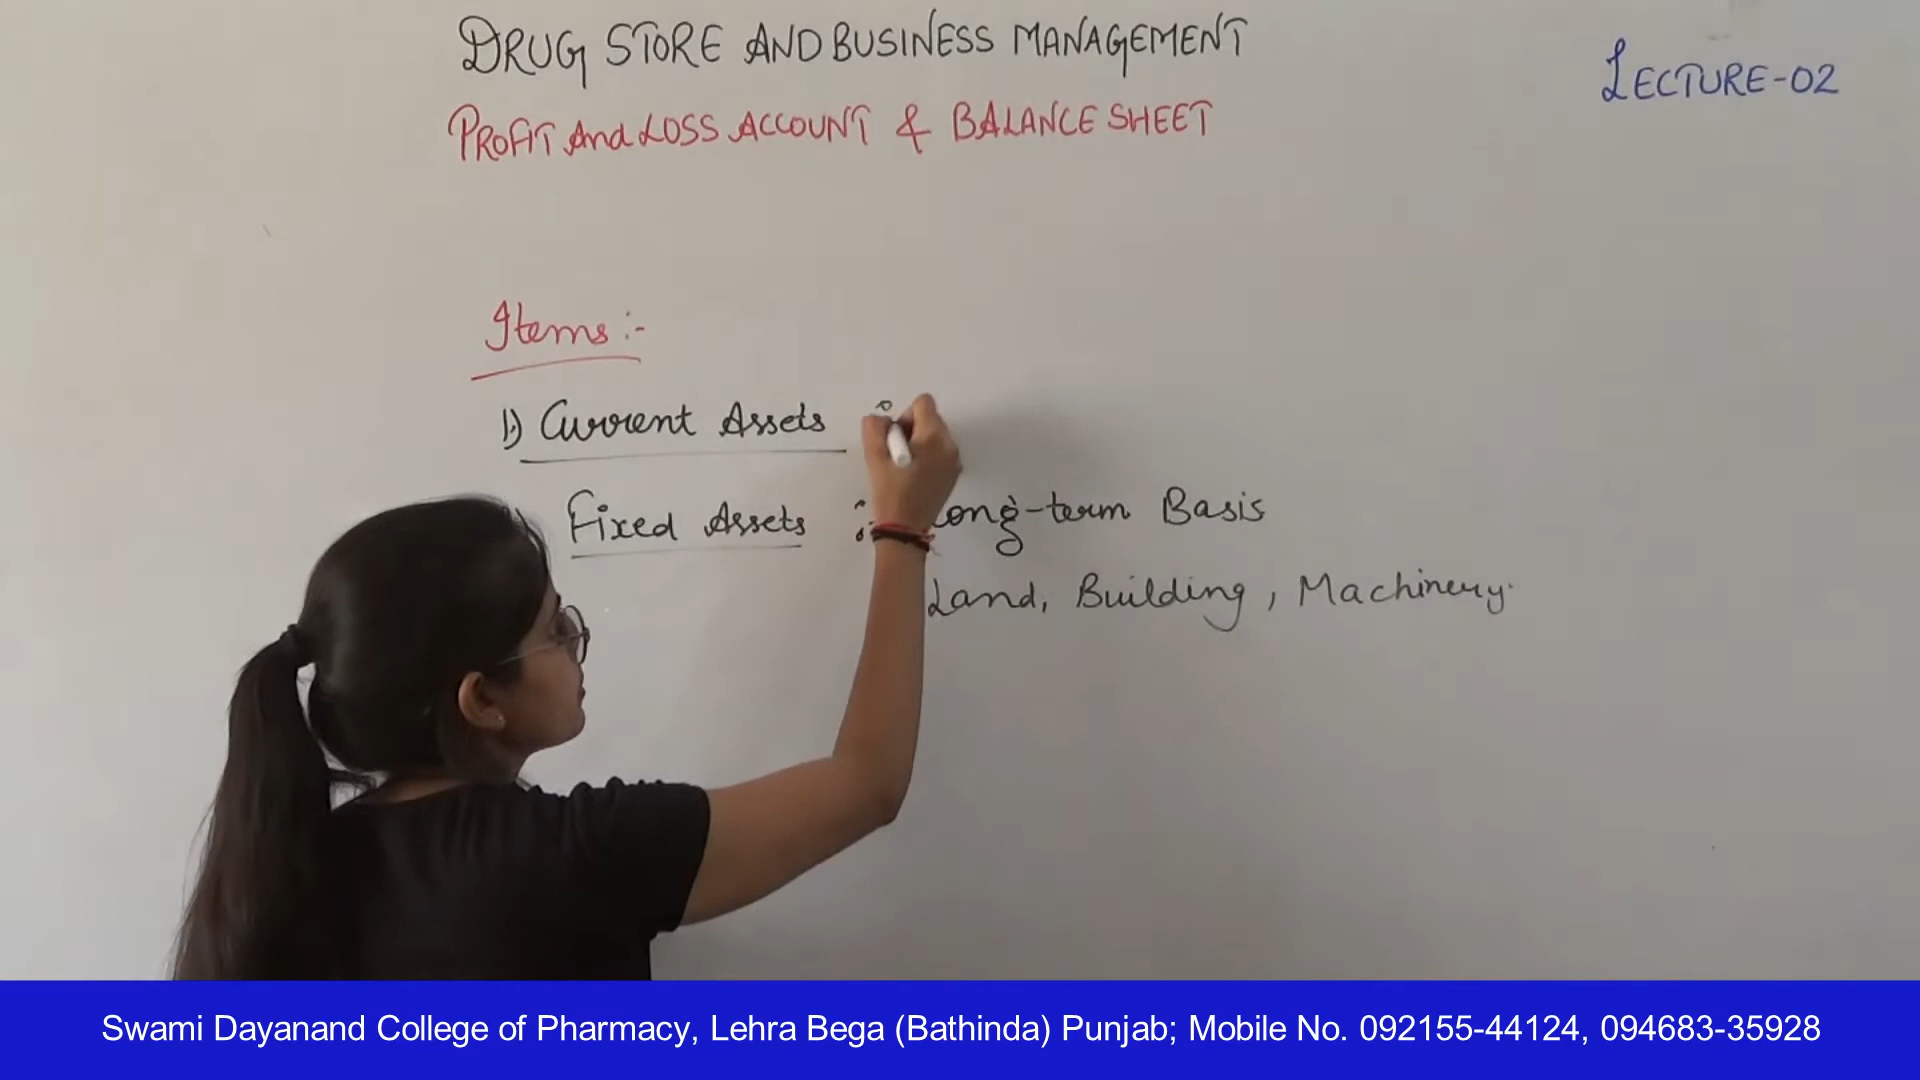 DRUG STORE AND BUSINESS MANAGEMENT
LECTURE-02
PROFIT And LOSS ACCOUNT & BALANCE SHEET
Items :-
1.) Current Assets :
) Fixed Assets : Long-term Basis
Land, Building, Machinery.
Swami Dayanand College of Pharmacy, Lehra Bega (Bathinda) Punjab; Mobile No. 092155-44124, 094683-35928